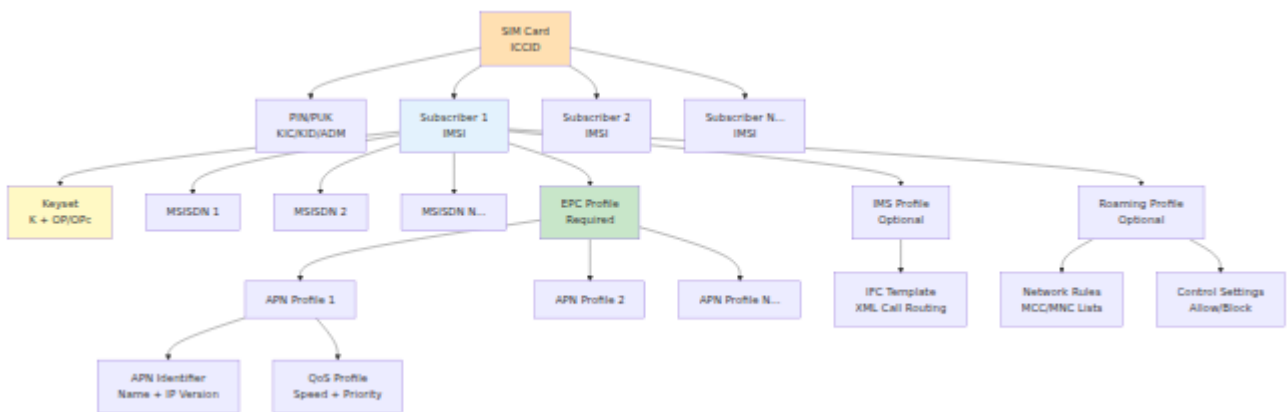 SIM Card
ICCID
PIN/PUK
KIC/KID/ADM
Subscriber 1
IMSI
Subscriber 2
IMSI
Subscriber N...
IMSI
Keyset
K + OP/OPc
MSISDN 1
MSISDN 2
MSISDN N...
EPC Profile
Required
IMS Profile
Optional
Roaming Profile
Optional
APN Profile 1
APN Profile 2
APN Profile N...
IFC Template
XML Call Routing
Network Rules
MCC/MNC Lists
Control Settings
Allow/Block
APN Identifier
Name + IP Version
QoS Profile
Speed + Priority